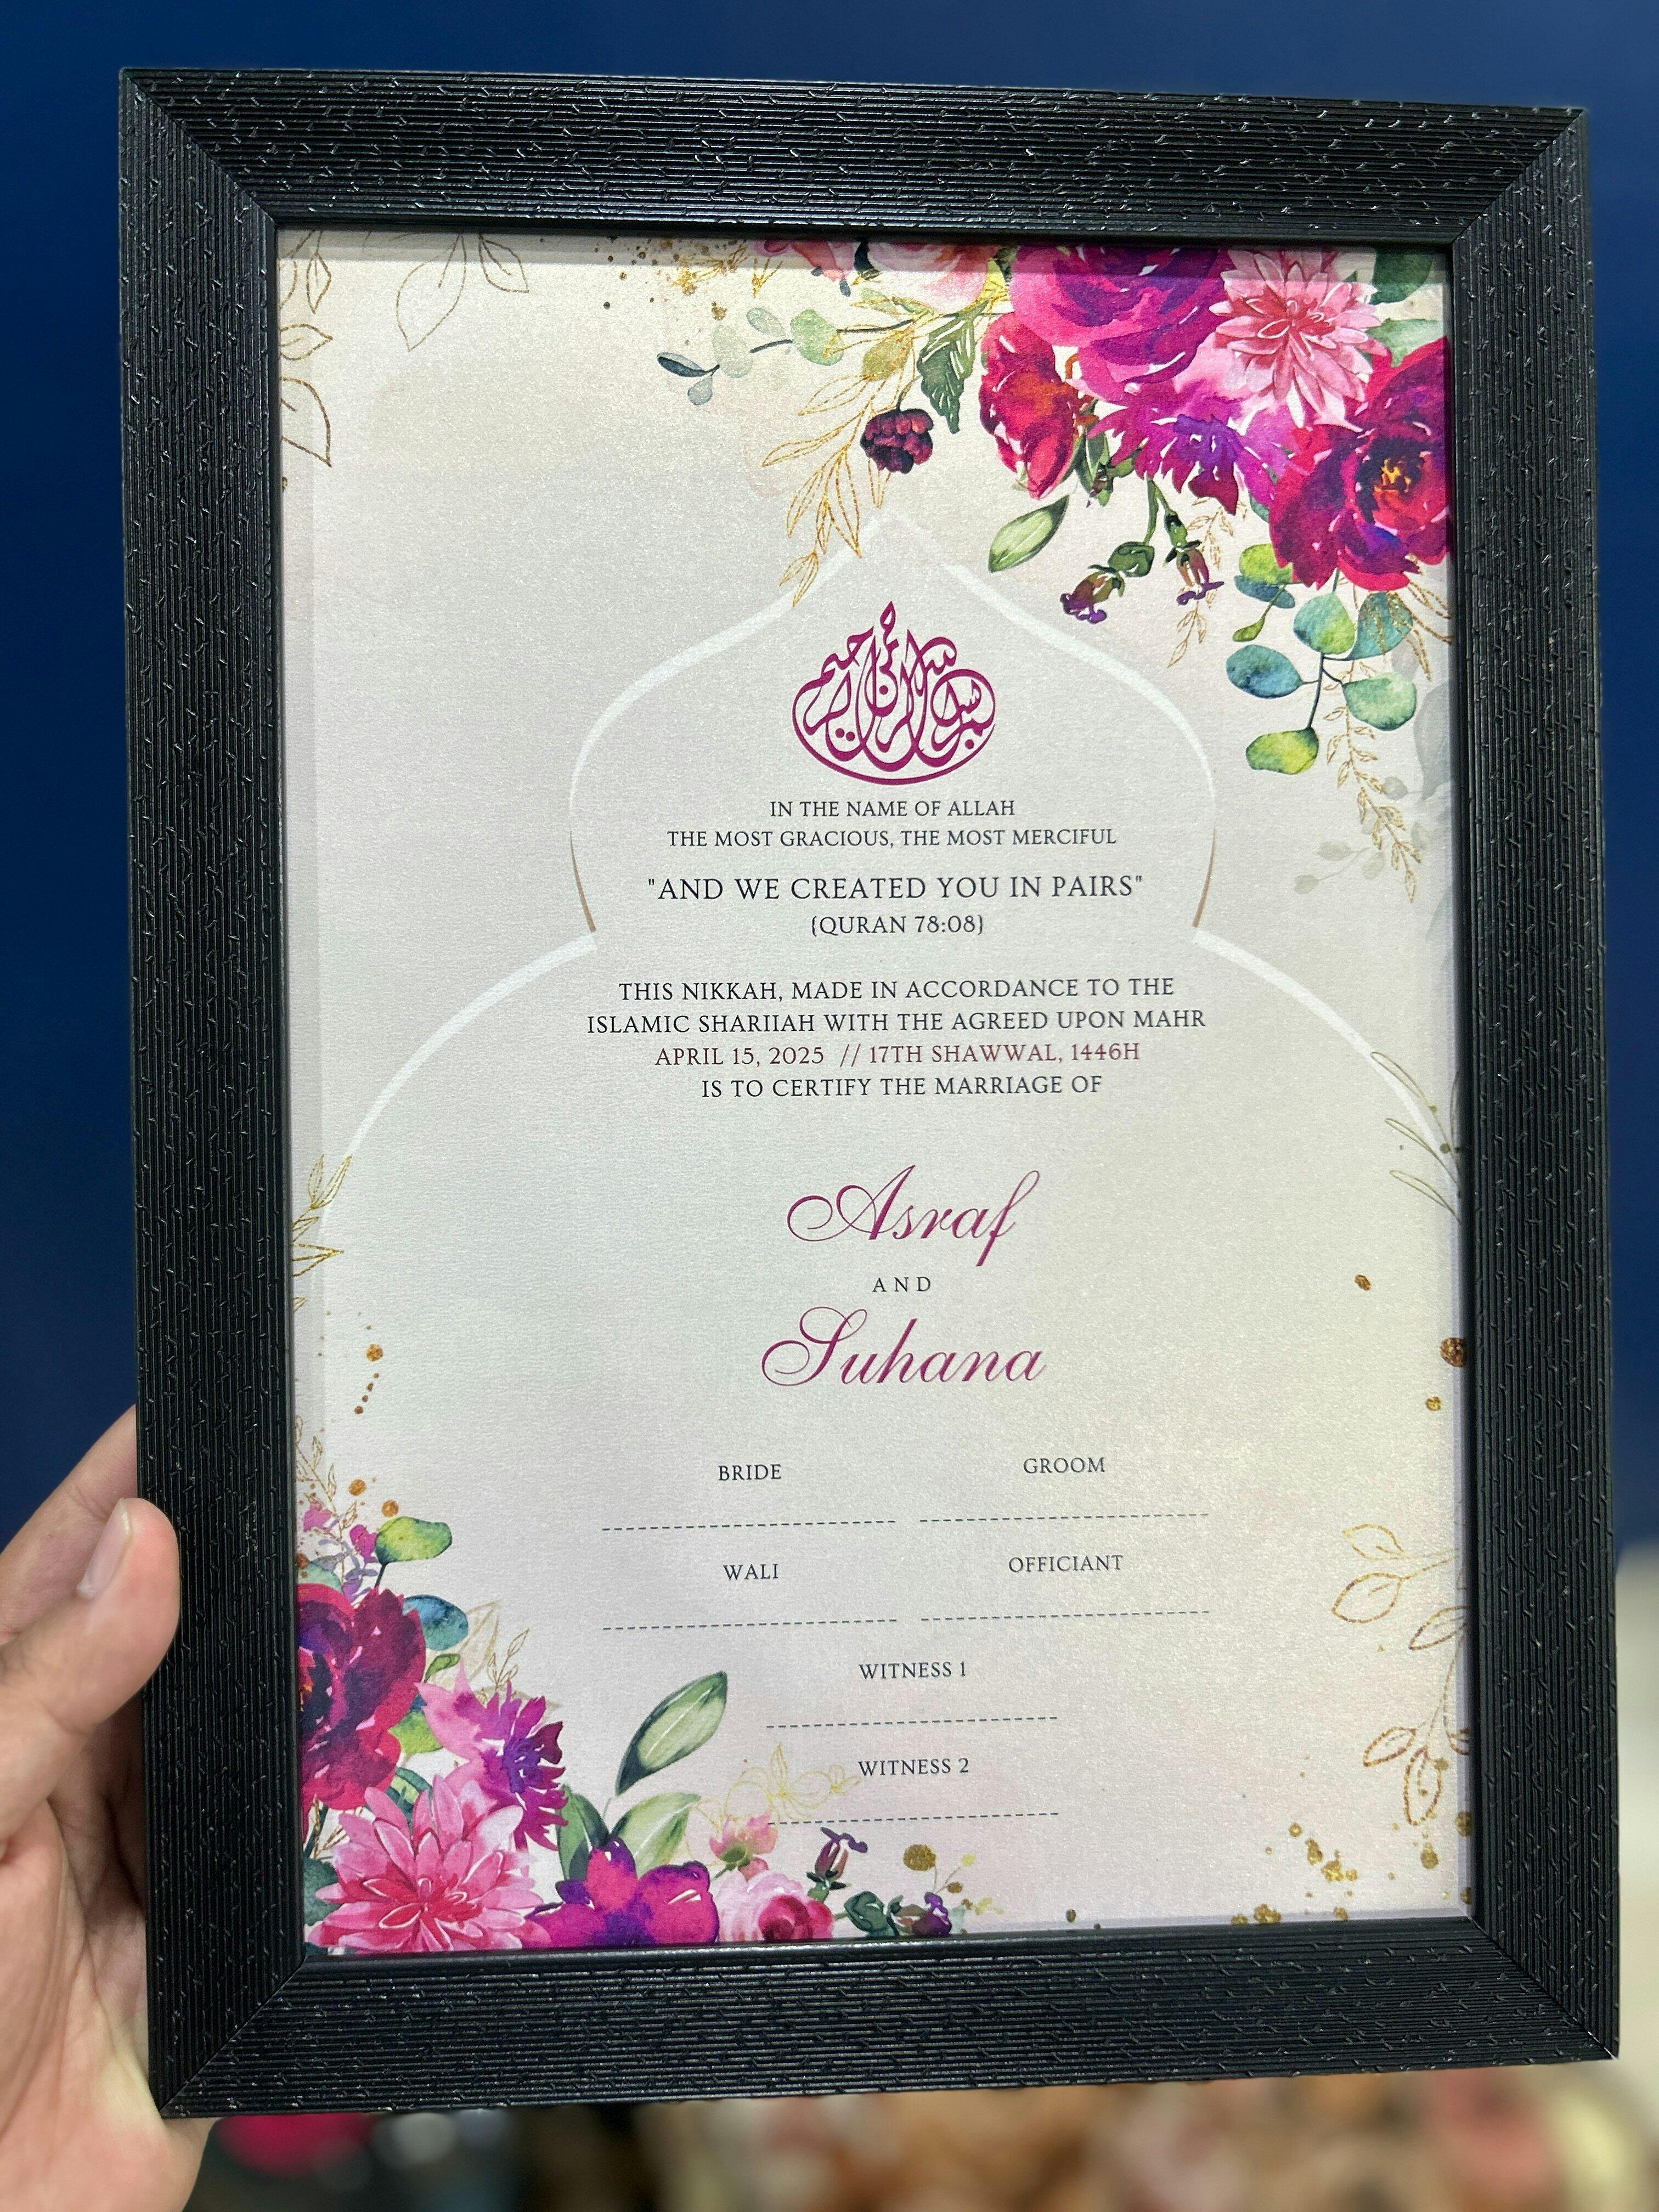 بسم الله الرحمن الرحيم
IN THE NAME OF ALLAH
THE MOST GRACIOUS, THE MOST MERCIFUL
"AND WE CREATED YOU IN PAIRS"
{QURAN 78:08}
THIS NIKKAH, MADE IN ACCORDANCE TO THE
ISLAMIC SHARIIAH WITH THE AGREED UPON MAHR
APRIL 15, 2025 // 17TH SHAWWAL, 1446H
IS TO CERTIFY THE MARRIAGE OF
Asraf
AND
Suhana
BRIDE GROOM
WALI OFFICIANT
WITNESS 1
WITNESS 2